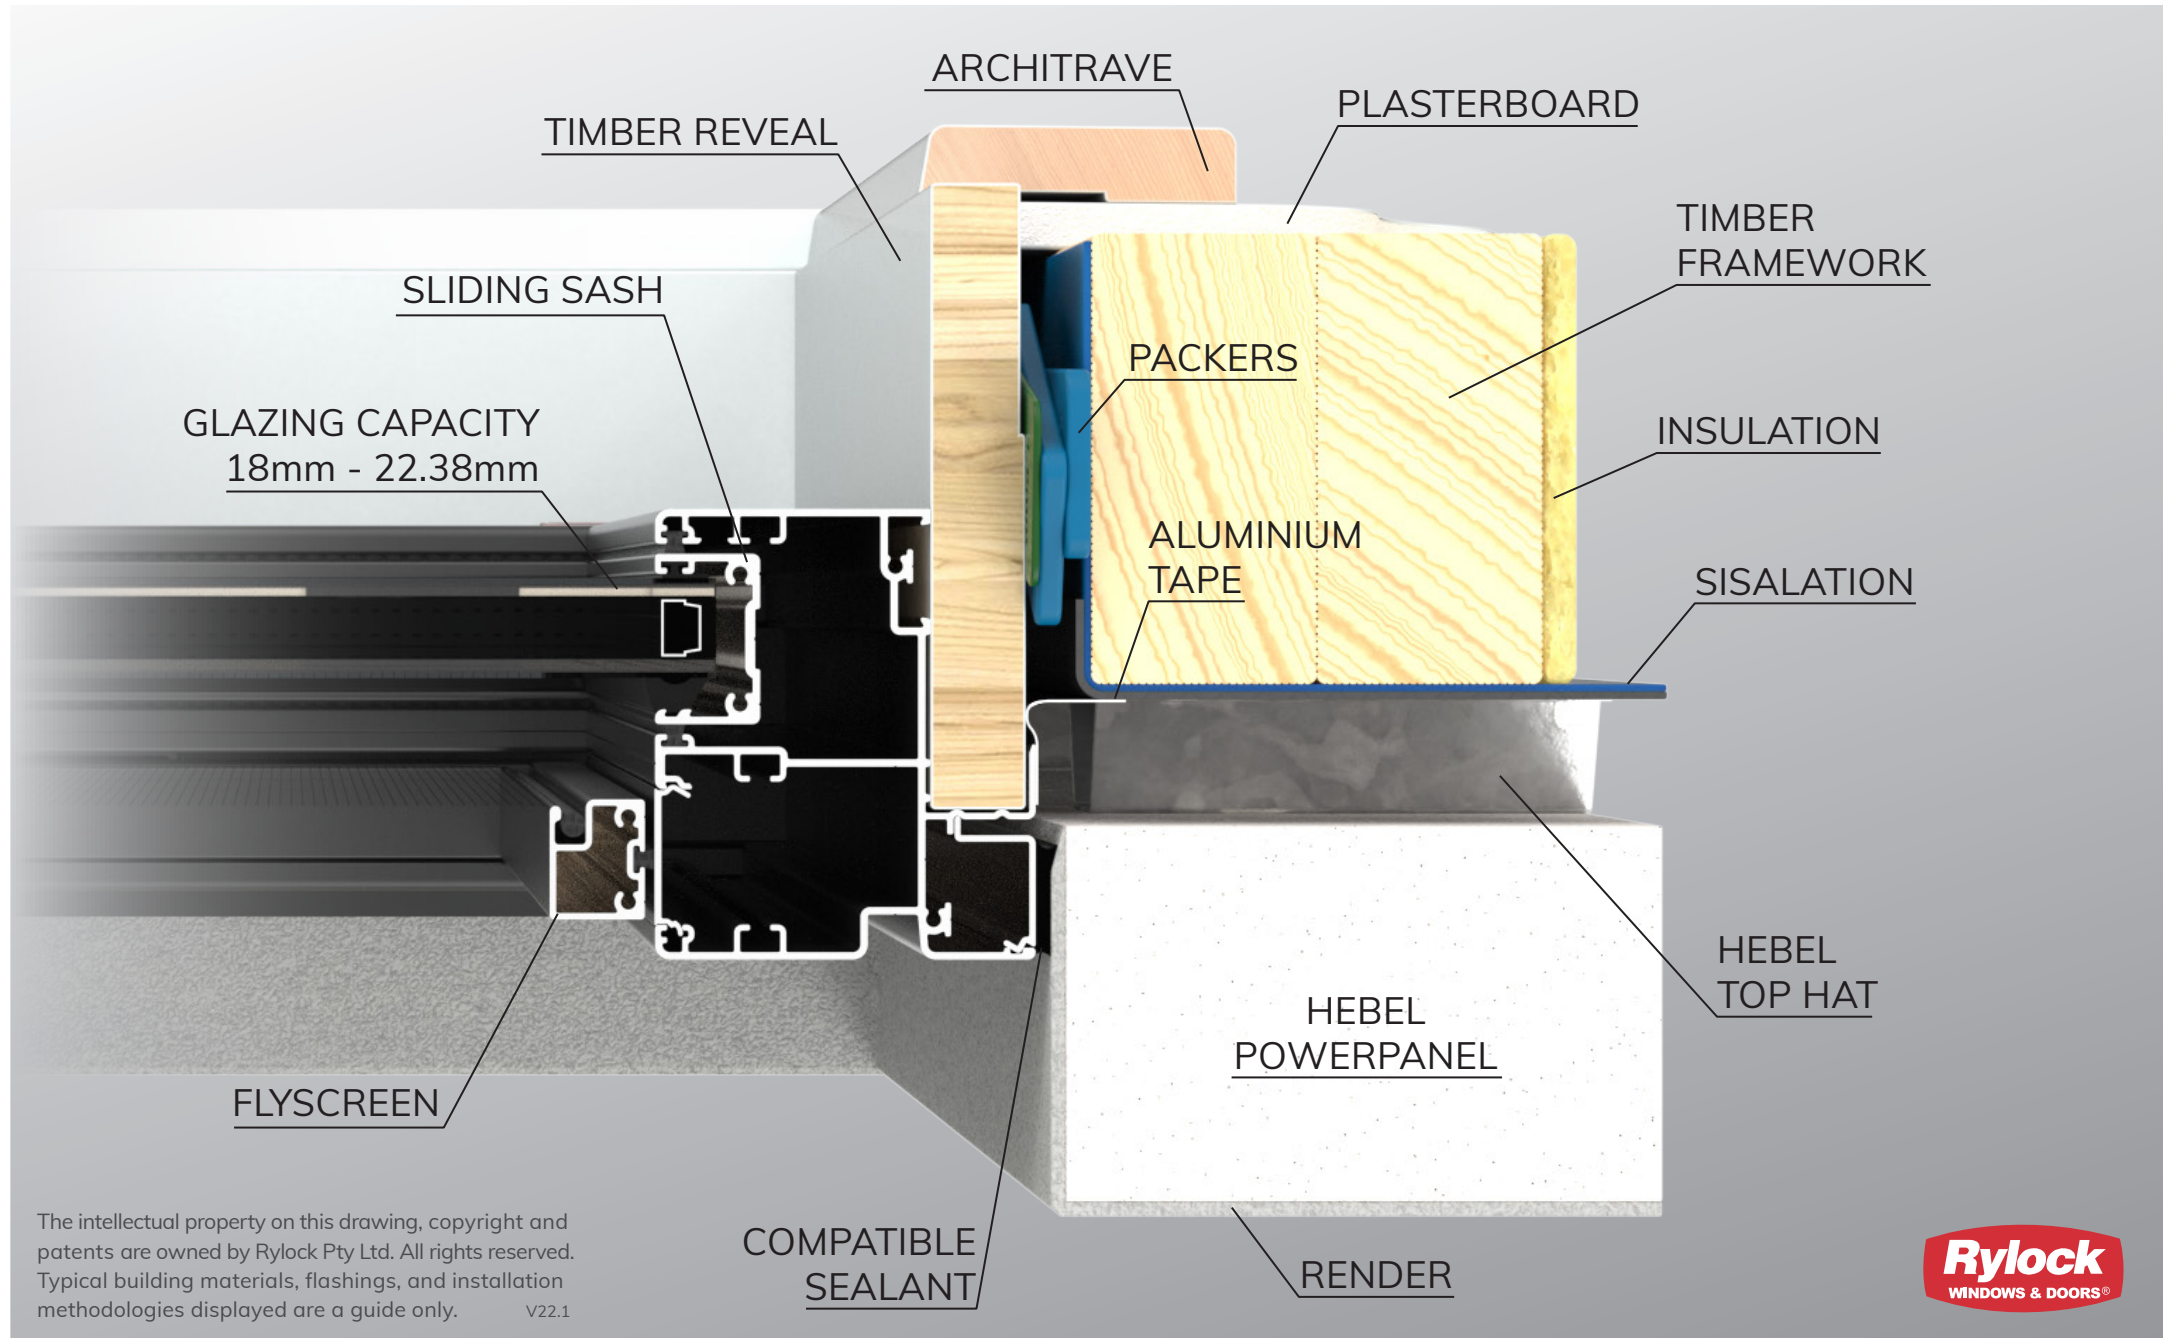 ARCHITRAVE
PLASTERBOARD
TIMBER REVEAL
TIMBER
FRAMEWORK
SLIDING SASH
PACKERS
GLAZING CAPACITY
18mm - 22.38mm
INSULATION
ALUMINIUM
TAPE
SISALATION
HEBEL
TOP HAT
HEBEL
POWERPANEL
FLYSCREEN
COMPATIBLE
SEALANT
RENDER
The intellectual property on this drawing, copyright and
patents are owned by Rylock Pty Ltd. All rights reserved.
Typical building materials, flashings, and installation
methodologies displayed are a guide only. V22.1
Rylock
WINDOWS & DOORS®